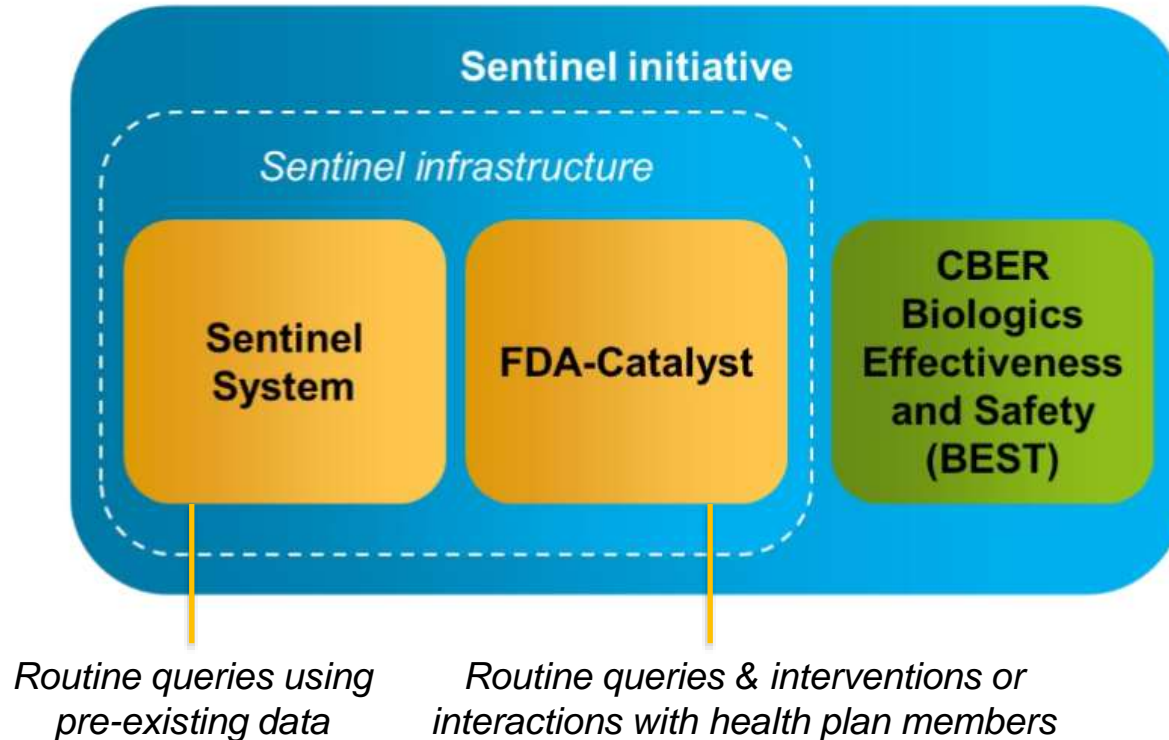 Sentinel initiative
Sentinel infrastructure
Sentinel
System
FDA-Catalyst
CBER
Biologics
Effectiveness
and Safety
(BEST)
Routine queries using
pre-existing data
Routine queries & interventions or
interactions with health plan members